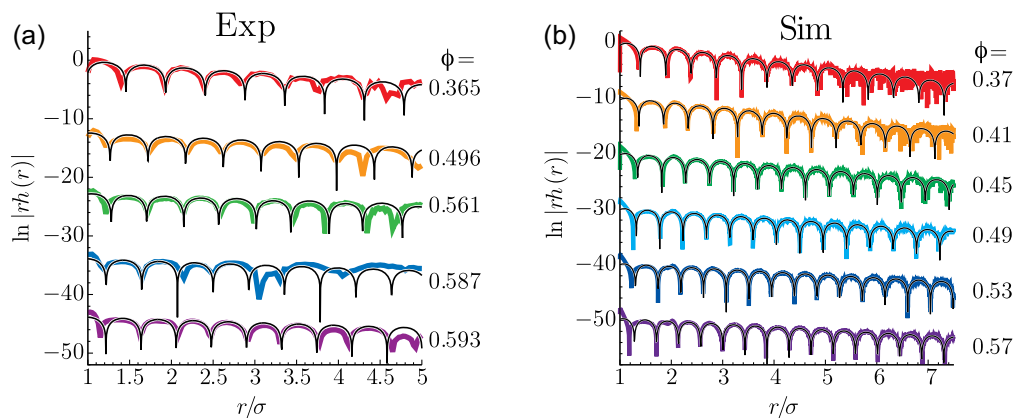 (a) Exp
ϕ=
0
−10
−20
−30
−40
−50
ln |rh (r)|
0.365
0.496
0.561
0.587
0.593
1 1.5 2 2.5 3 3.5 4 4.5 5
r/σ
(b) Sim
ϕ=
0
−10
−20
−30
−40
−50
ln |rh (r)|
0.37
0.41
0.45
0.49
0.53
0.57
1 2 3 4 5 6 7
r/σ